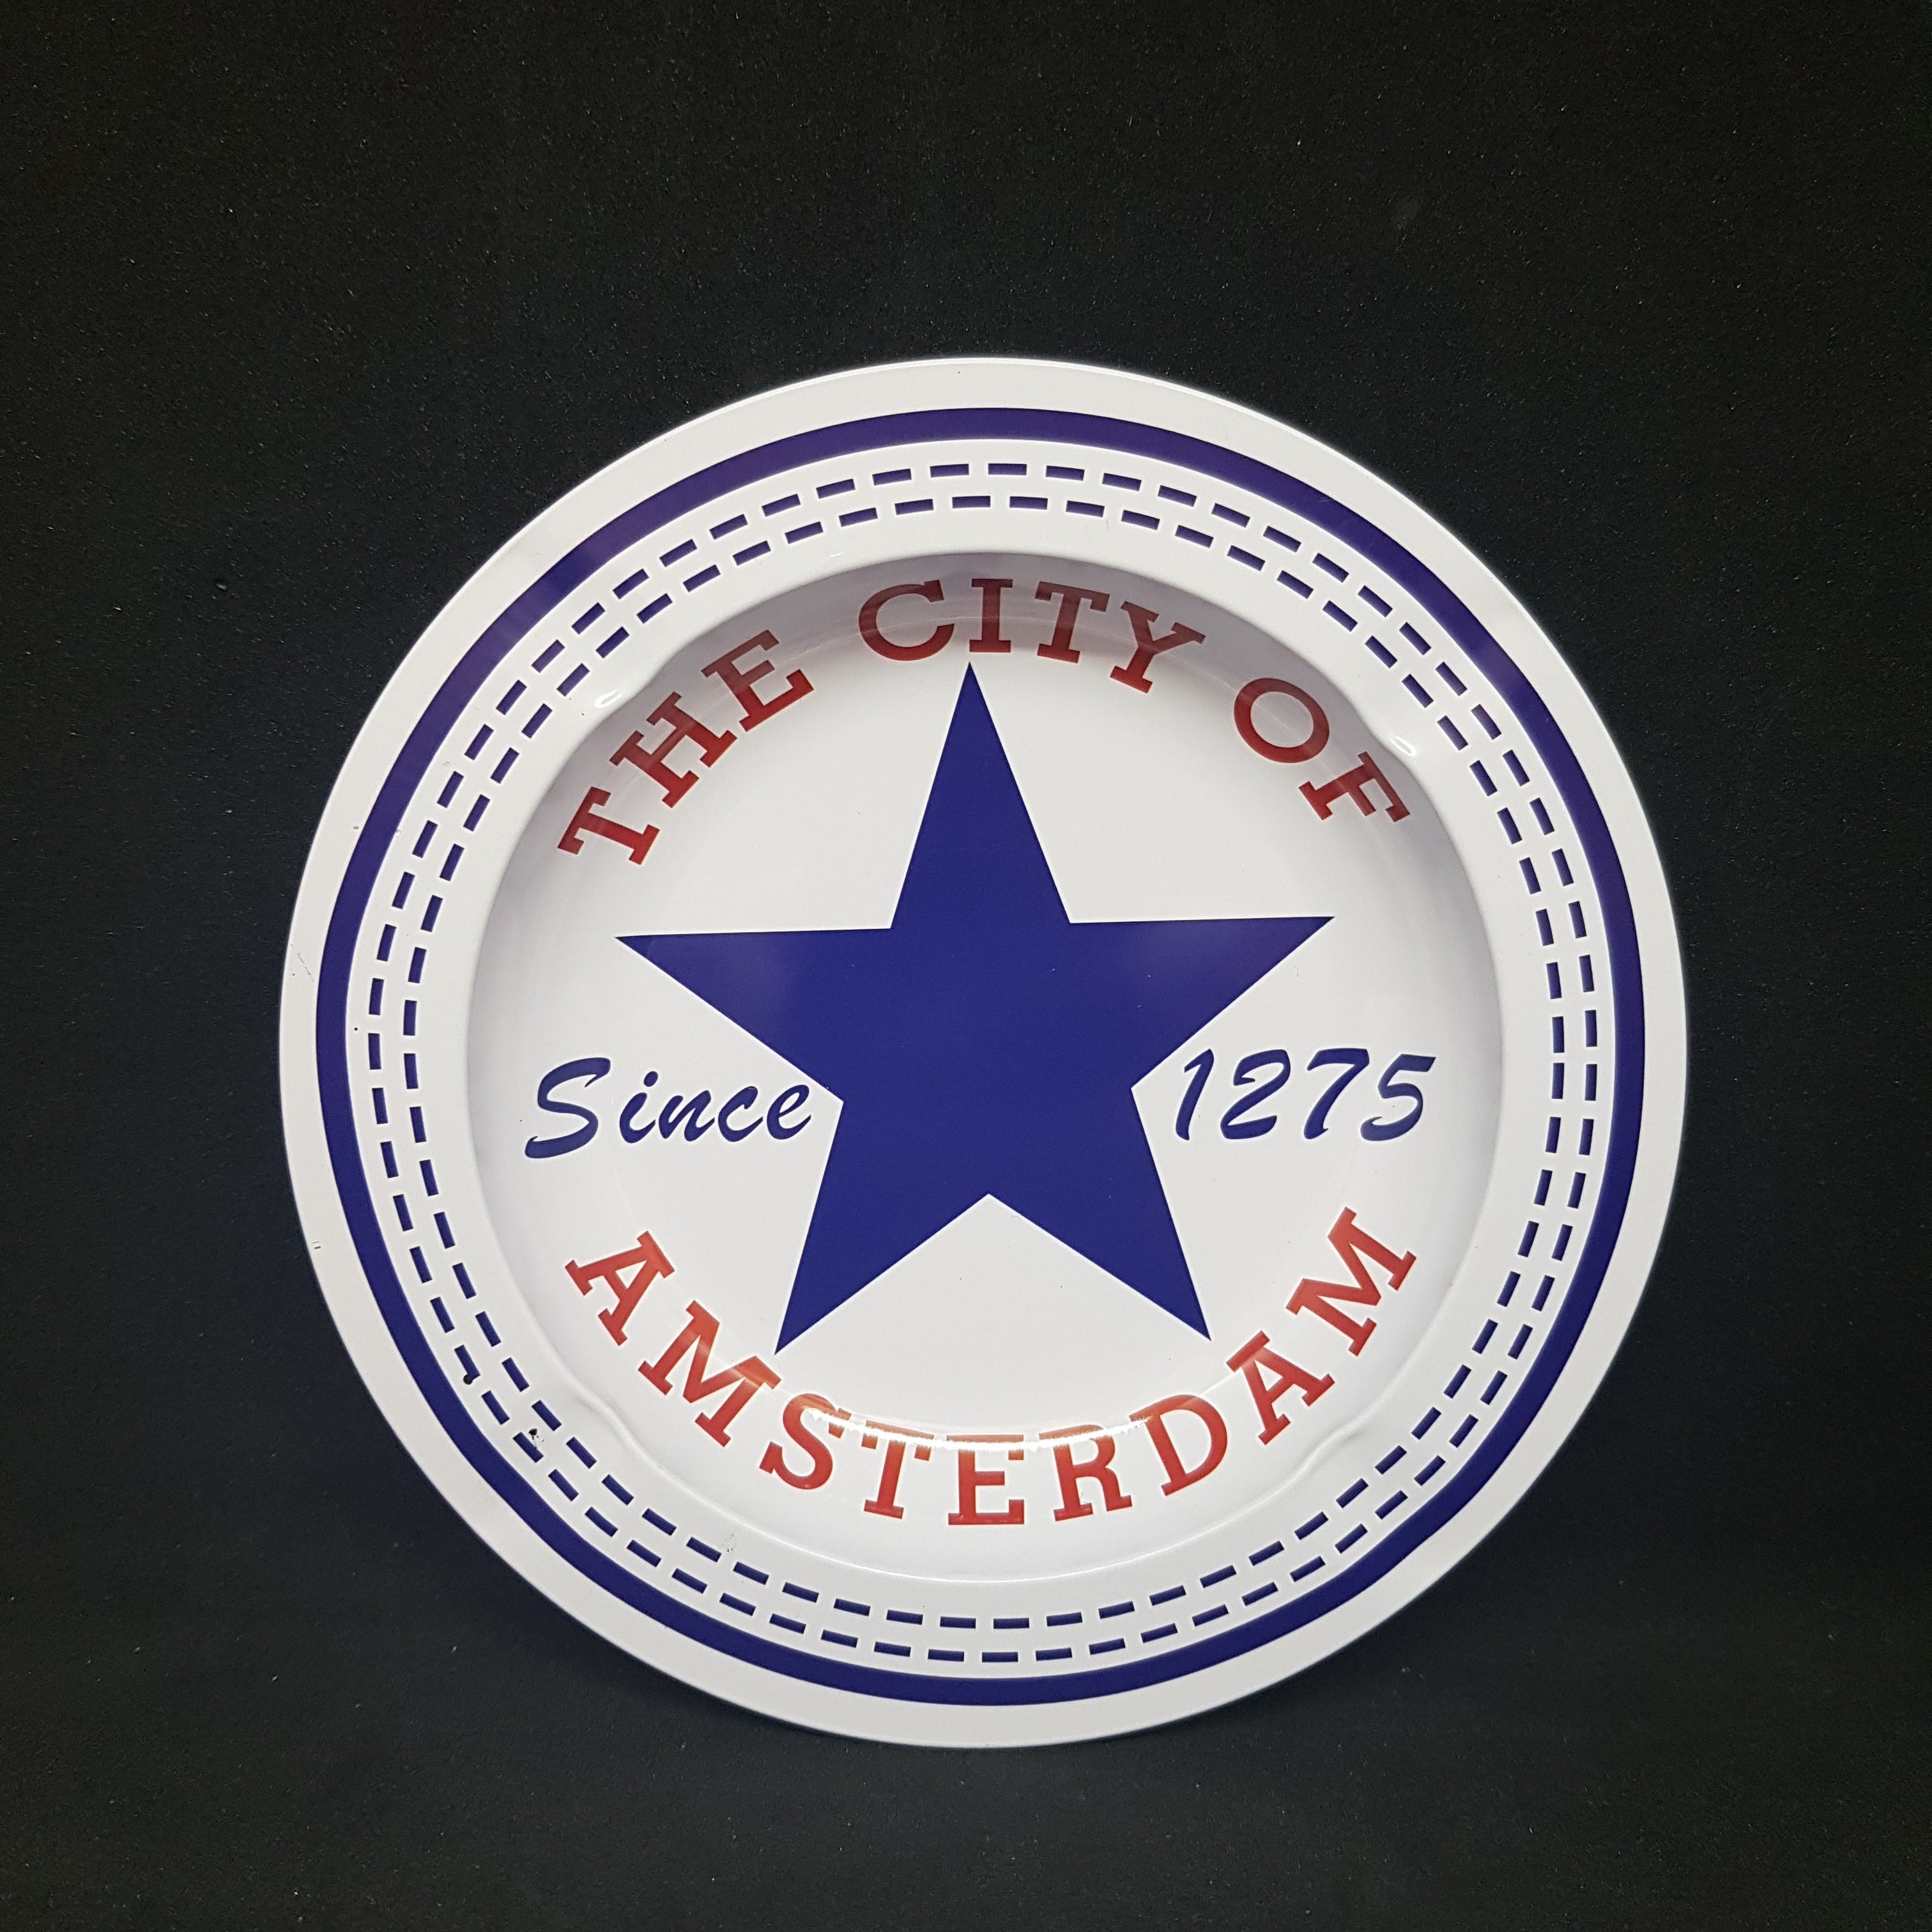 THE CITY OF
Since 1275
AMSTERDAM